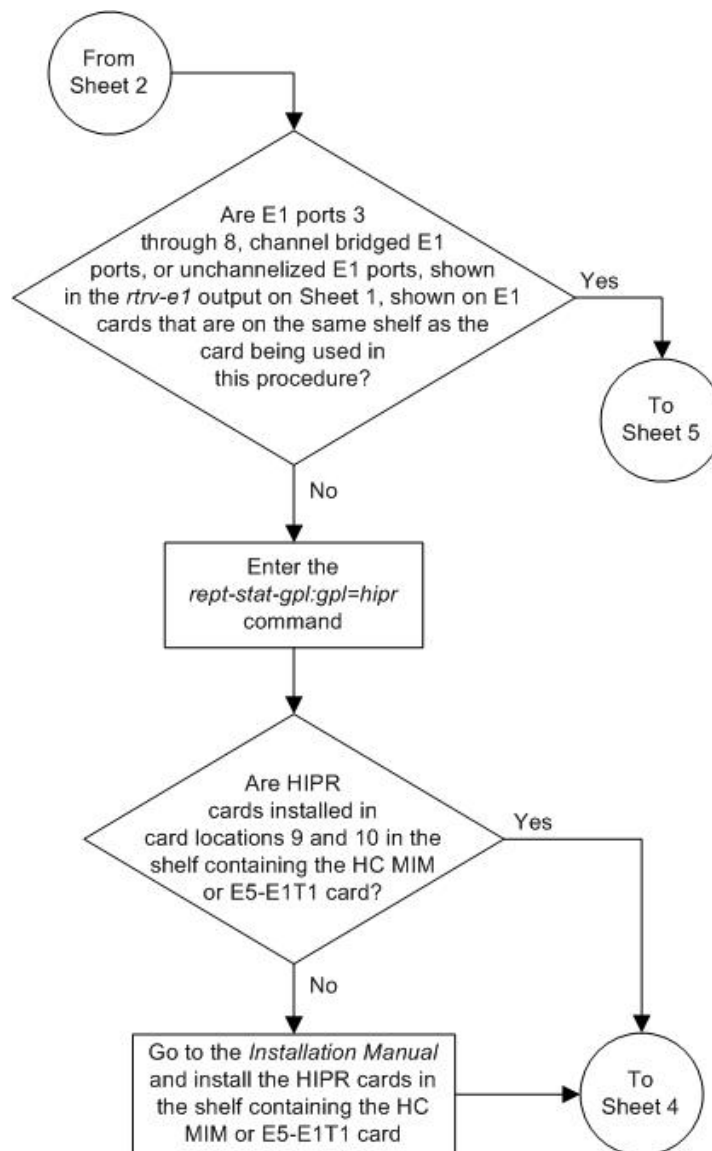 From
Sheet 2
Are E1 ports 3
through 8, channel bridged E1
ports, or unchannelized E1 ports, shown
in the rtrv-e1 output on Sheet 1, shown on E1
cards that are on the same shelf as the
card being used in
this procedure?
Yes
To
Sheet 5
No
Enter the
rept-stat-gpl:gpl=hipr
command
Are HIPR
cards installed in
card locations 9 and 10 in the
shelf containing the HC MIM
or E5-E1T1 card?
Yes
No
Go to the Installation Manual
and install the HIPR cards in
the shelf containing the HC
MIM or E5-E1T1 card
To
Sheet 4